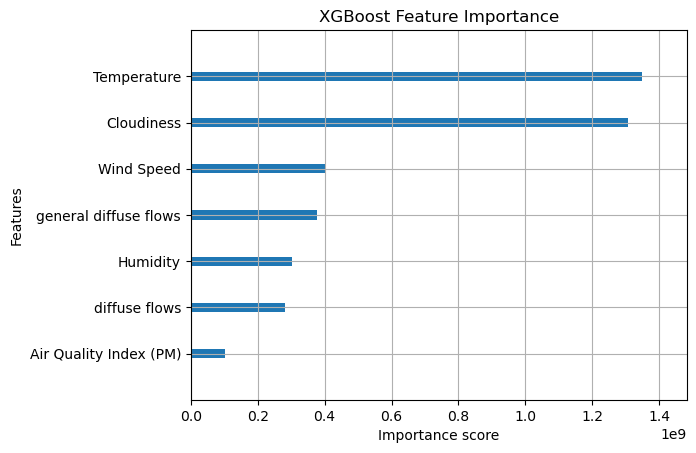 XGBoost Feature Importance
Features
Temperature
Cloudiness
Wind Speed
general diffuse flows
Humidity
diffuse flows
Air Quality Index (PM)
0.0 0.2 0.4 0.6 0.8 1.0 1.2 1.4
1e9
Importance score